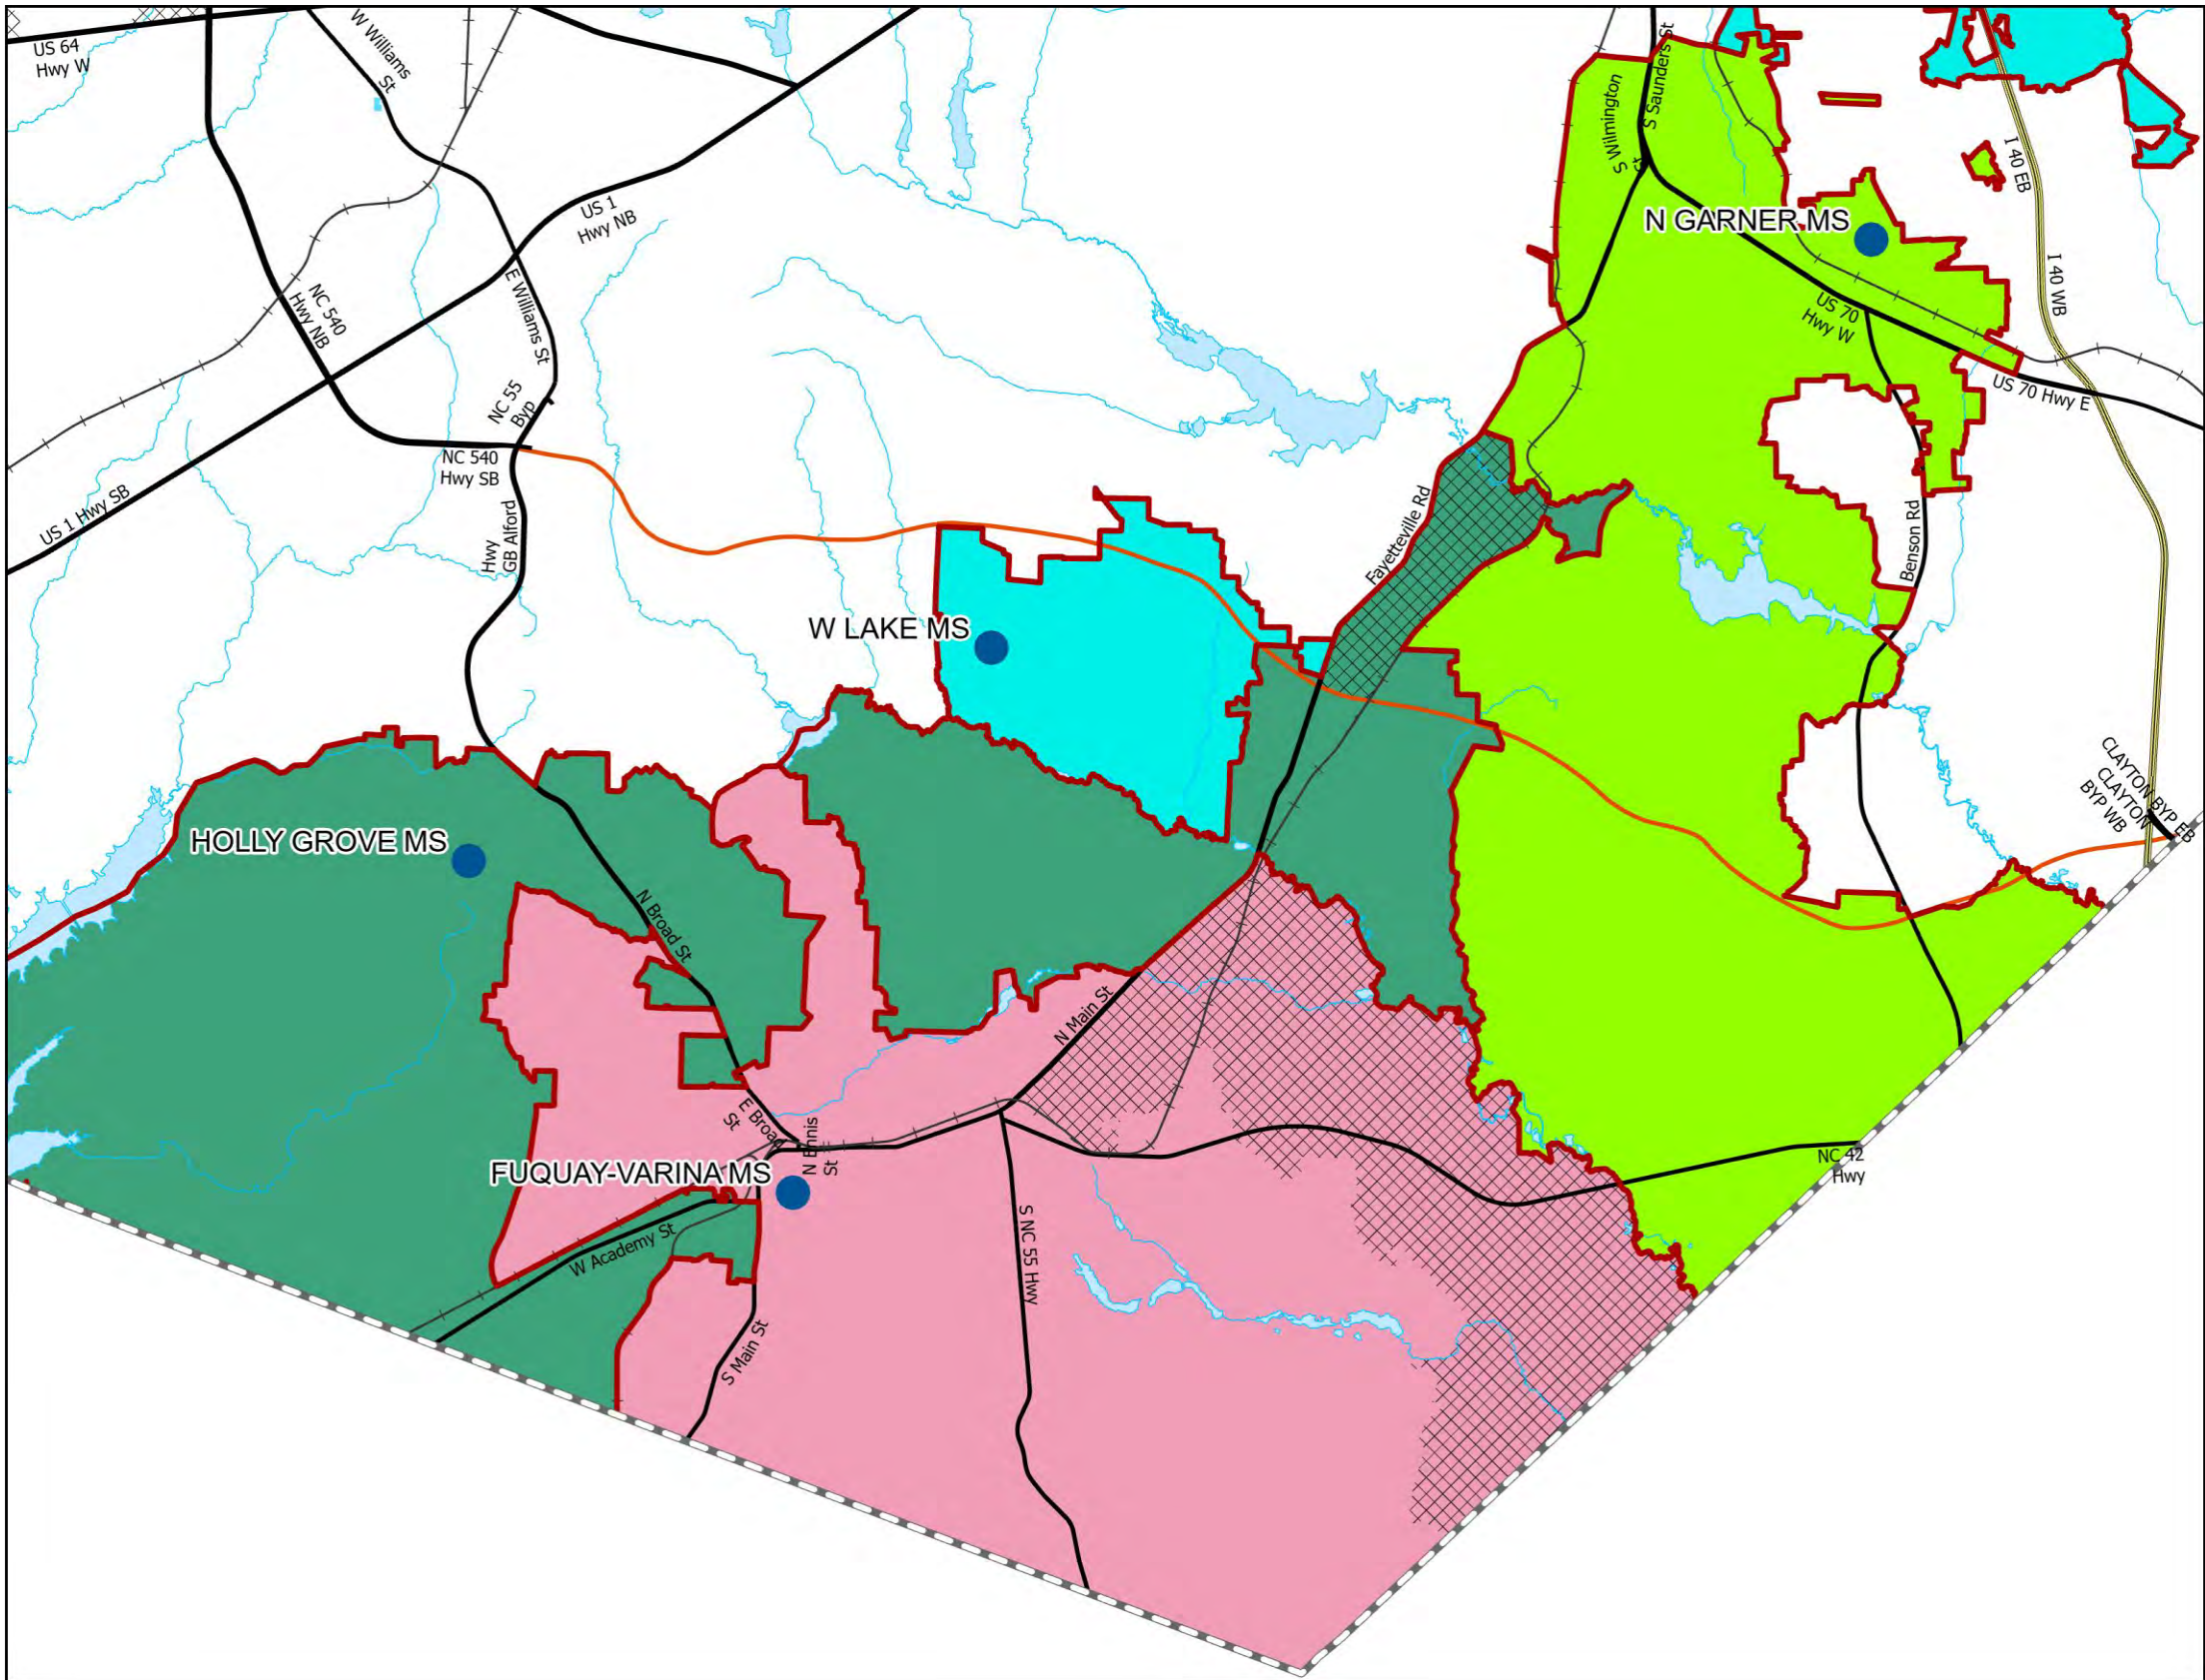 US 64
Hwy W
W Williams
St
S Saunders St
S Wilmington
St
I 40 EB
US 1
Hwy NB
N GARNER MS
I 40 WB
NC 540
Hwy NB
E Williams St
US 70
Hwy W
US 70 Hwy E
NC 55
Byp
NC 540
Hwy SB
US 1 Hwy SB
Hwy
GB Alford
Fayetteville Rd
Benson Rd
W LAKE MS
CLAYTON BYP EB
CLAYTON
BYP WB
HOLLY GROVE MS
N Broad St
N Main St
E Broad
St
N Ennis
St
NC 42
Hwy
FUQUAY-VARINA MS
W Academy St
S NC 55 Hwy
S Main St